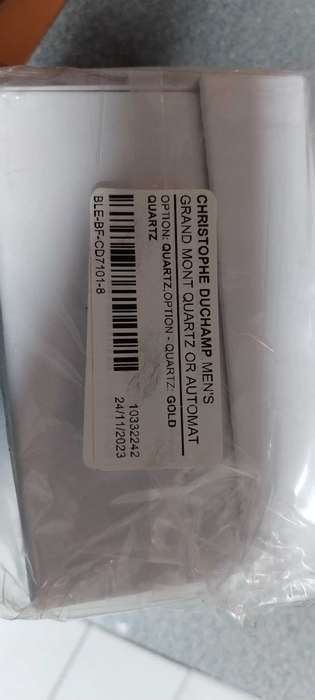 CHRISTOPHE DUCHAMP MEN'S
GRAND MONT QUARTZ OR AUTOMAT
OPTION: QUARTZ,OPTION - QUARTZ: GOLD
QUARTZ
10332242
24/11/2023
BLE-BF-CD7101-8